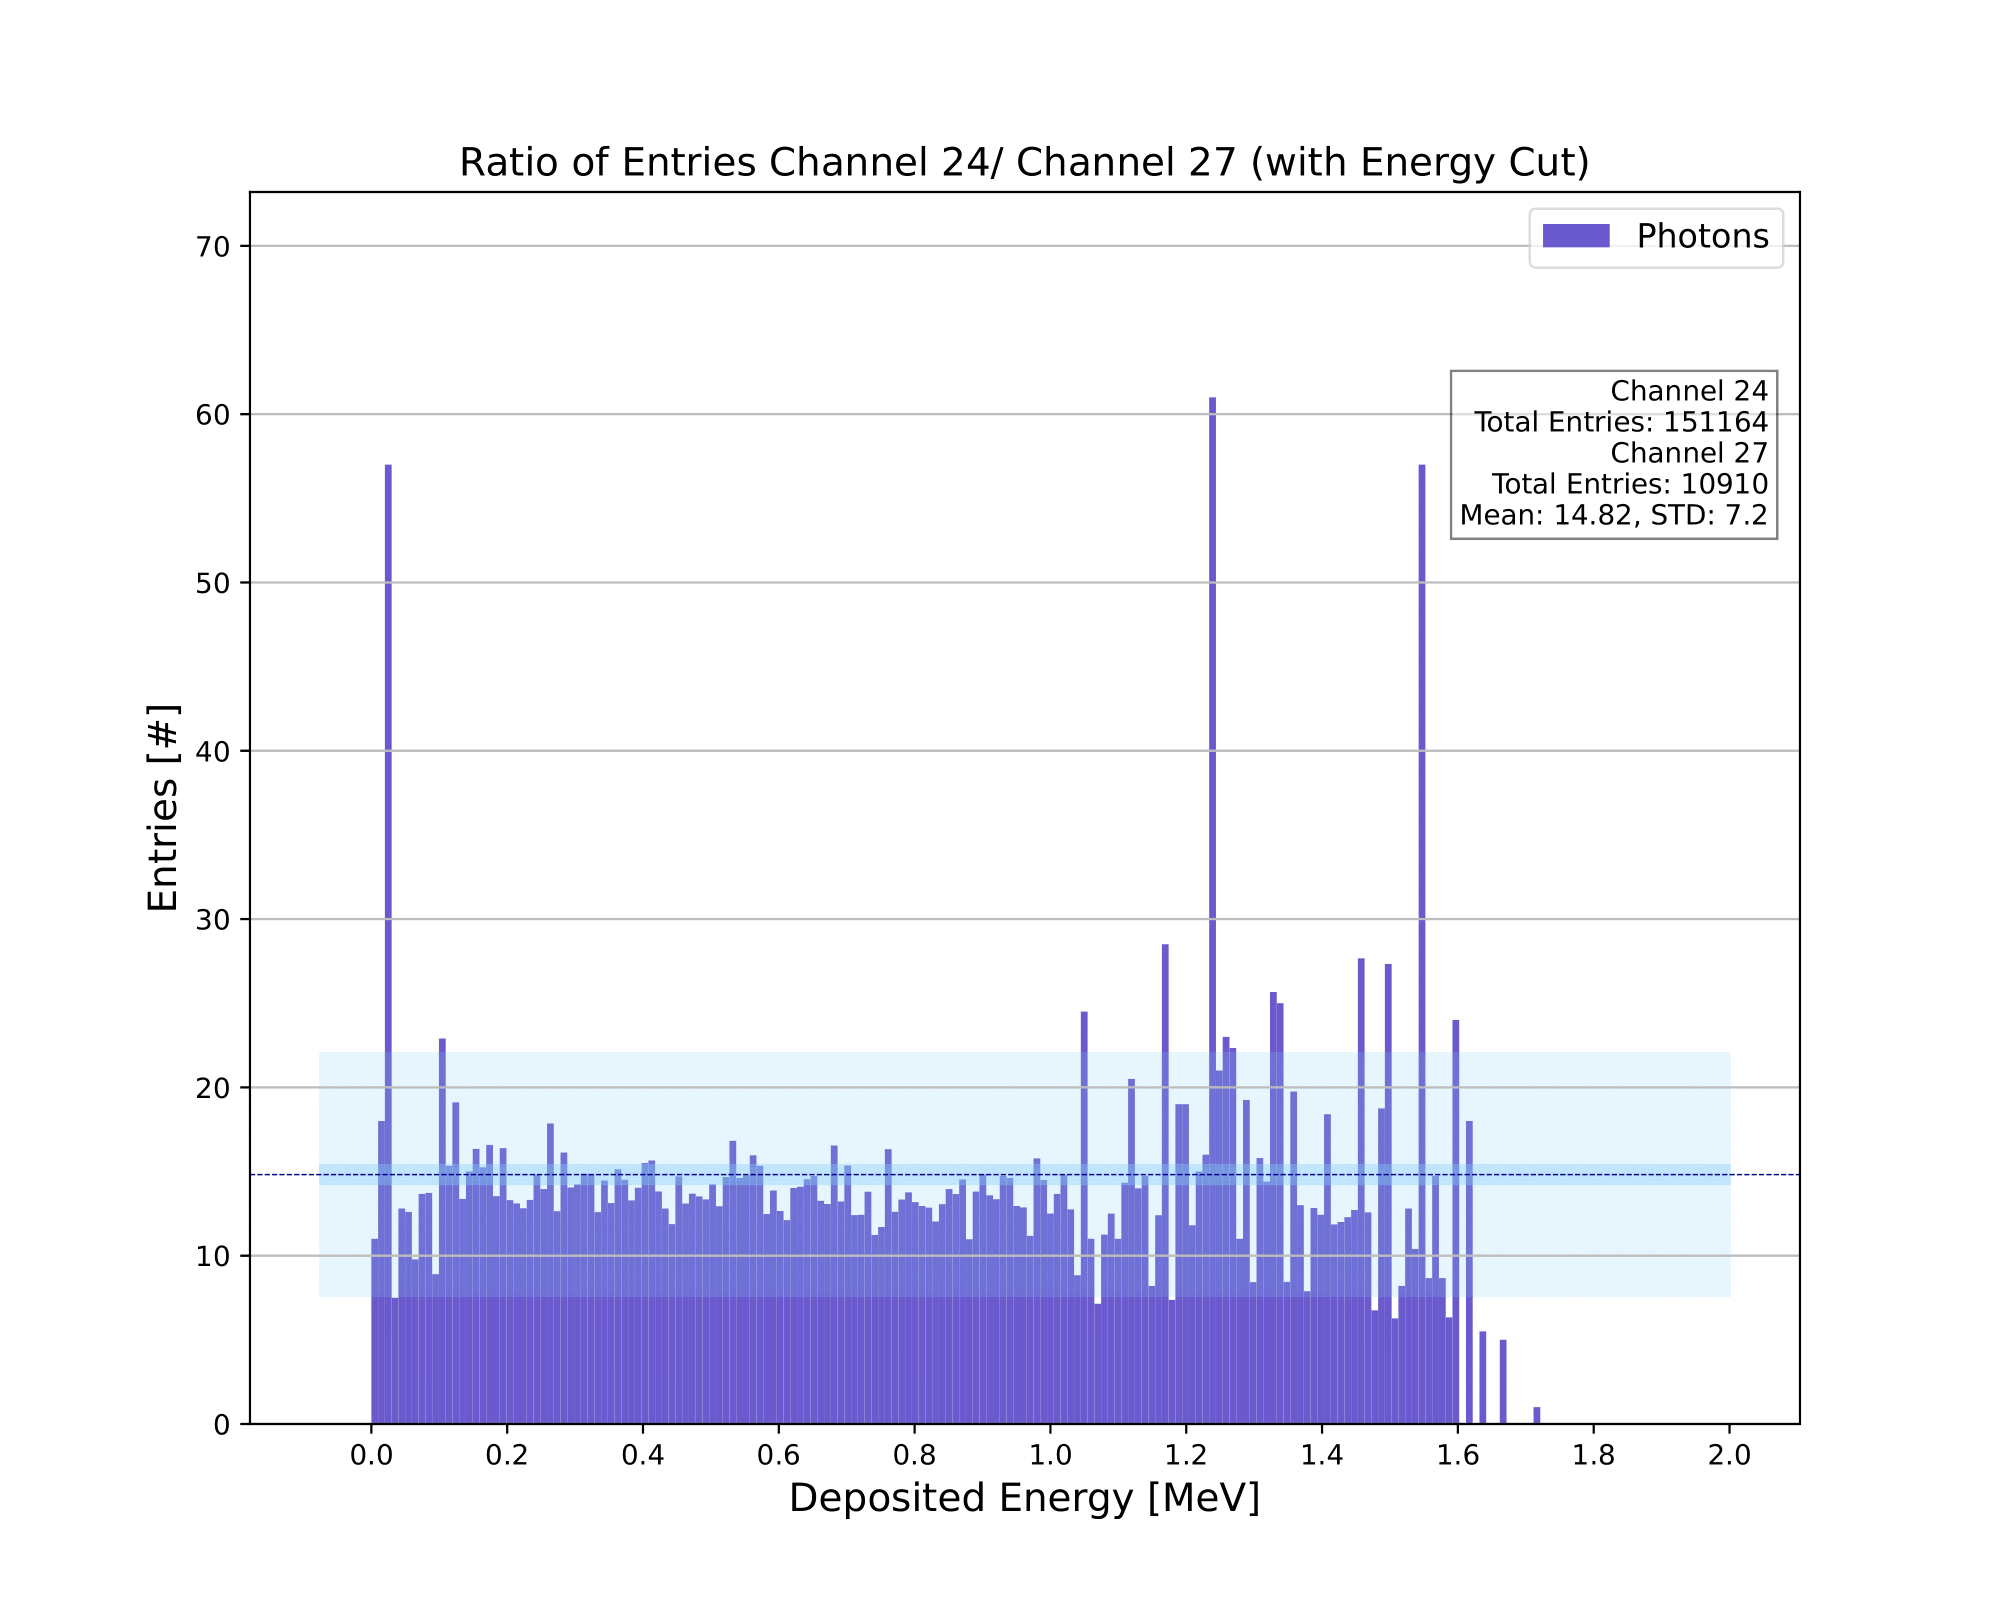 Ratio of Entries Channel 24/ Channel 27 (with Energy Cut)
Photons
Channel 24
Total Entries: 151164
Channel 27
Total Entries: 10910
Mean: 14.82, STD: 7.2
70
60
50
40
30
20
10
0
Entries [#]
0.0 0.2 0.4 0.6 0.8 1.0 1.2 1.4 1.6 1.8 2.0
Deposited Energy [MeV]